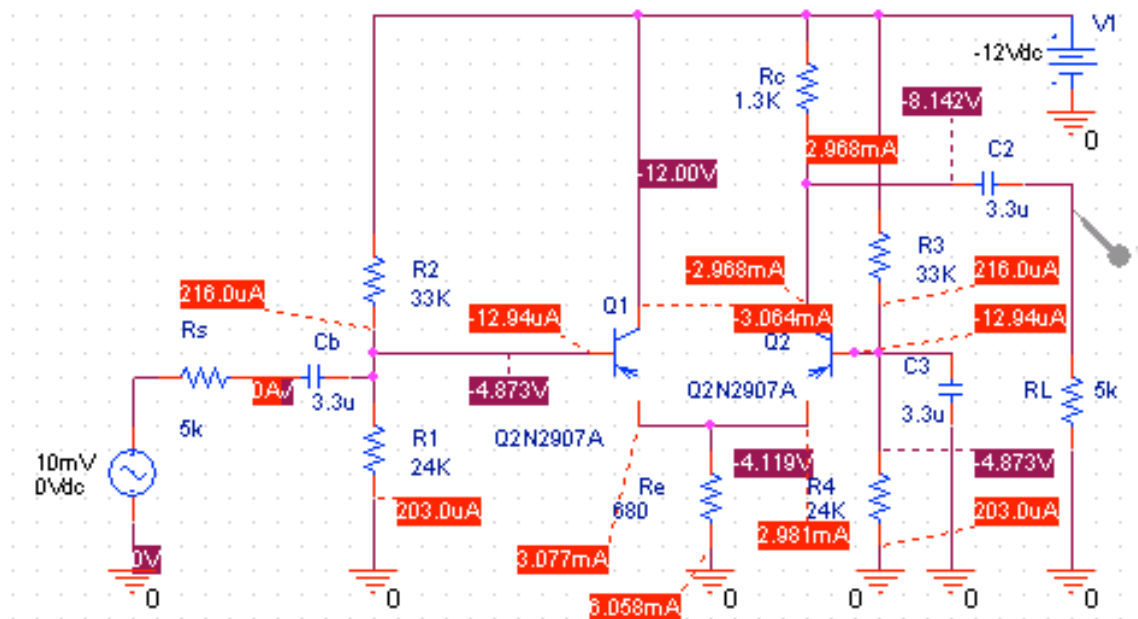 V1
-12Vdc
Rc
1.3K
-8.142V
0
2.968mA
C2
-12.00V
3.3u
R2
33K
R3
33K
216.0uA
-2.968mA
216.0uA
Q1
Rs
Cb
-12.94uA
-3.064mA
-12.94uA
Q2
C3
0A
3.3u
-4.873V
Q2N2907A
3.3u
RL
5k
5k
R1
24K
Q2N2907A
-4.119V
-4.873V
10mV
0Vdc
Re
680
R4
24K
203.0uA
203.0uA
2.981mA
0V
3.077mA
6.058mA
0
0
0
0
0
0